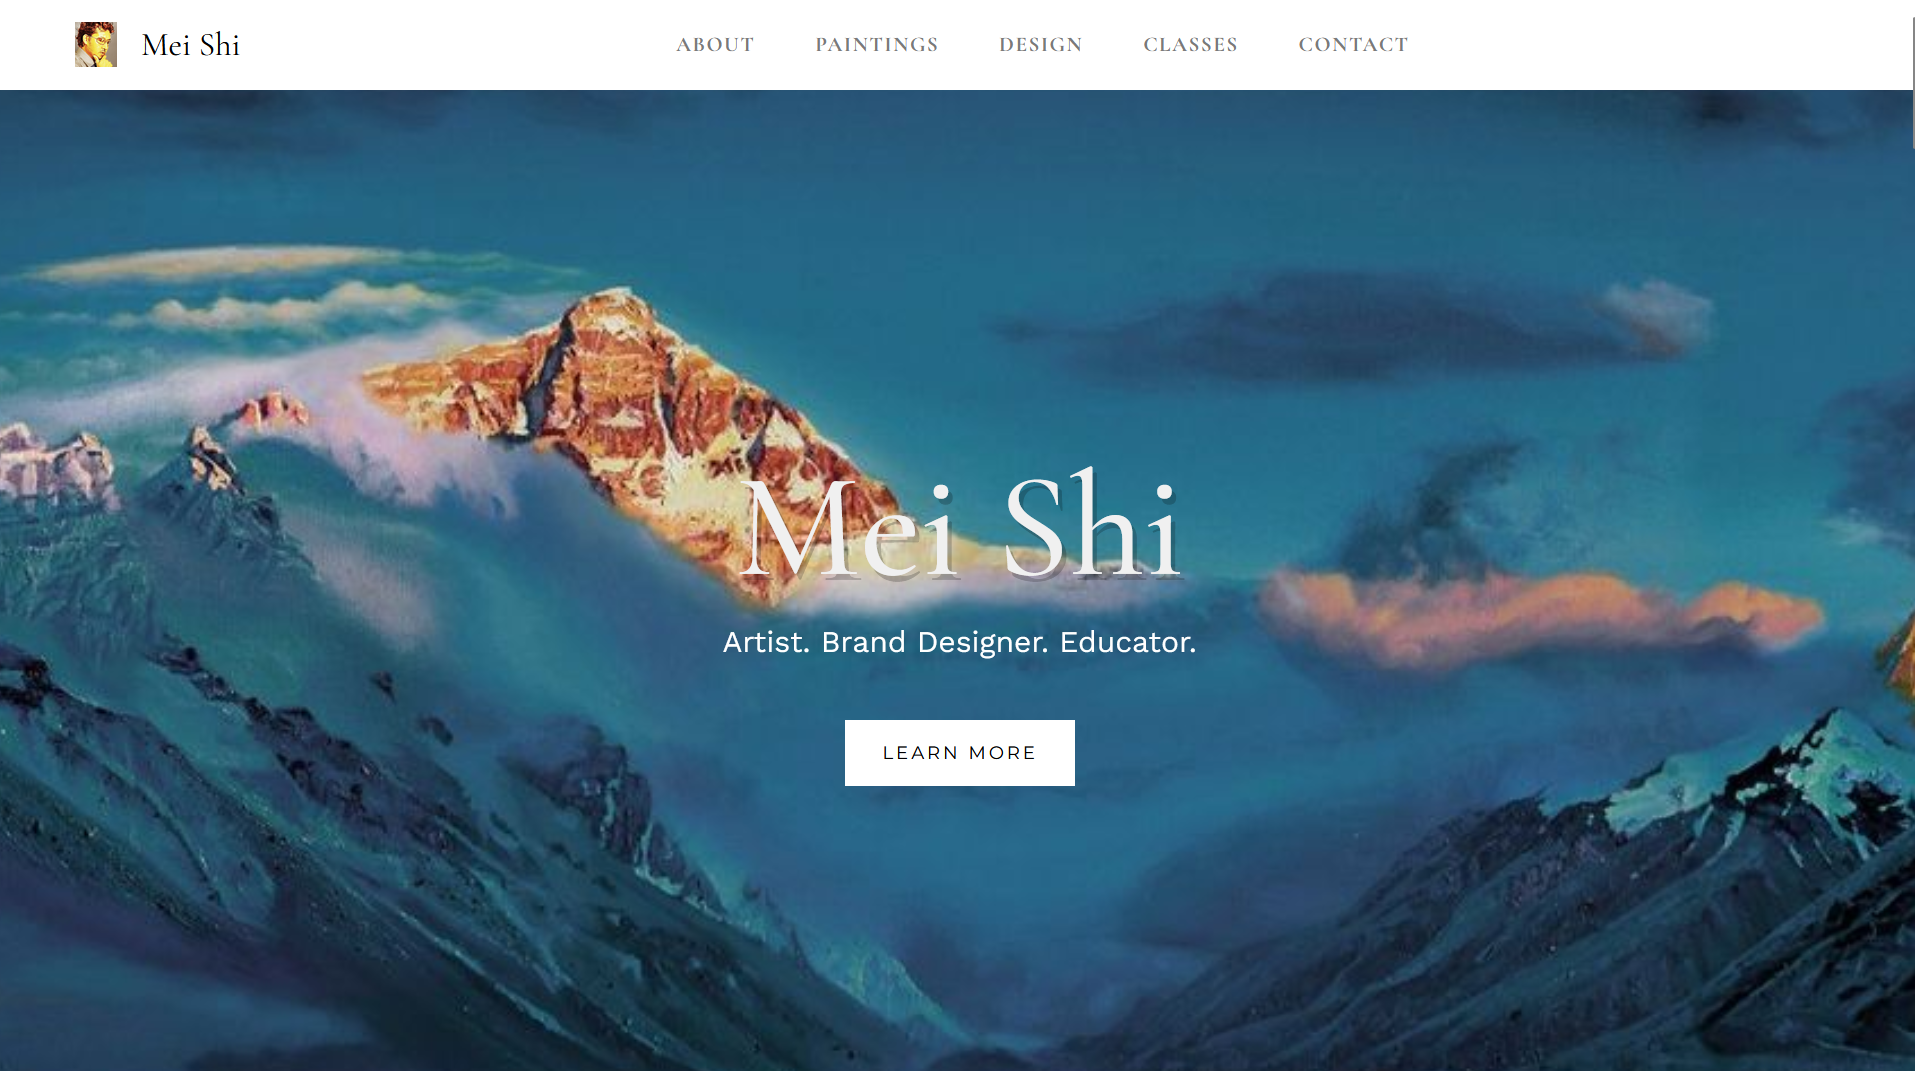 Mei Shi
ABOUT PAINTINGS DESIGN CLASSES CONTACT
Mei Shi
Artist. Brand Designer. Educator.
LEARN MORE